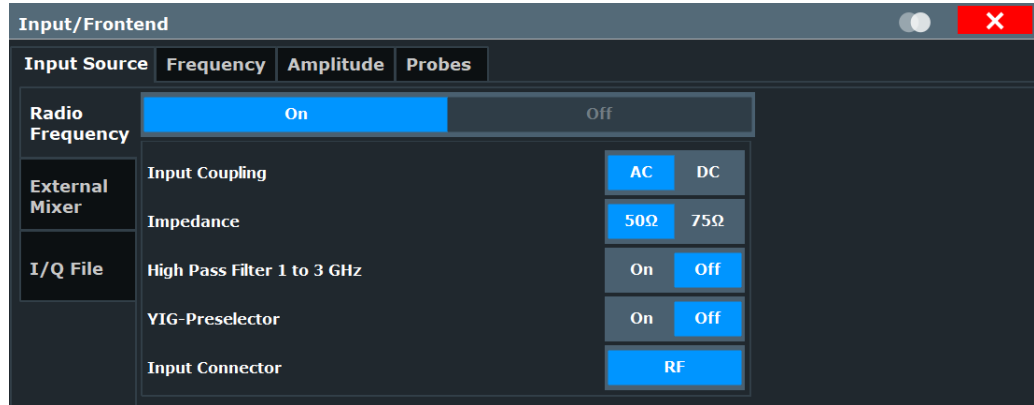 Input/Frontend
Input Source Frequency Amplitude Probes
Radio
Frequency
On Off
External
Mixer
I/Q File
Input Coupling AC DC
Impedance 50Ω 75Ω
High Pass Filter 1 to 3 GHz On Off
YIG-Preselector On Off
Input Connector RF